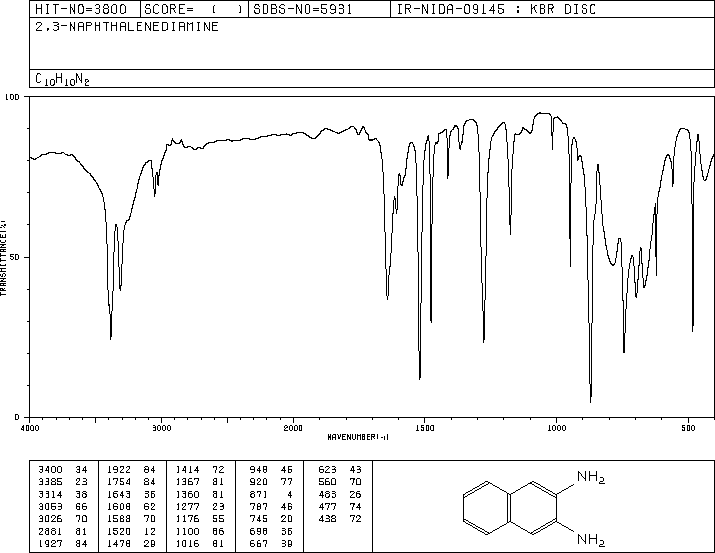 HIT-NO=3800 SCORE= ( ) SDBS-NO=5931 IR-NIDA-09145 : KBR DISC
2,3-NAPHTHALENEDIAMINE
C10H10N2
100
50
0
TRANSMITTANCE(%)
4000 3000 2000 1500 1000 500
WAVENUMBER(-1)
3400 34 1922 84 1414 72 948 46 623 43
3385 23 1754 84 1367 81 920 77 560 70
3314 38 1643 36 1360 81 871 4 483 26
3053 66 1608 62 1277 23 787 46 477 74
3026 70 1588 70 1176 55 745 20 438 72
2881 81 1520 12 1100 86 698 36
1927 84 1478 29 1016 81 667 39
NH2
NH2